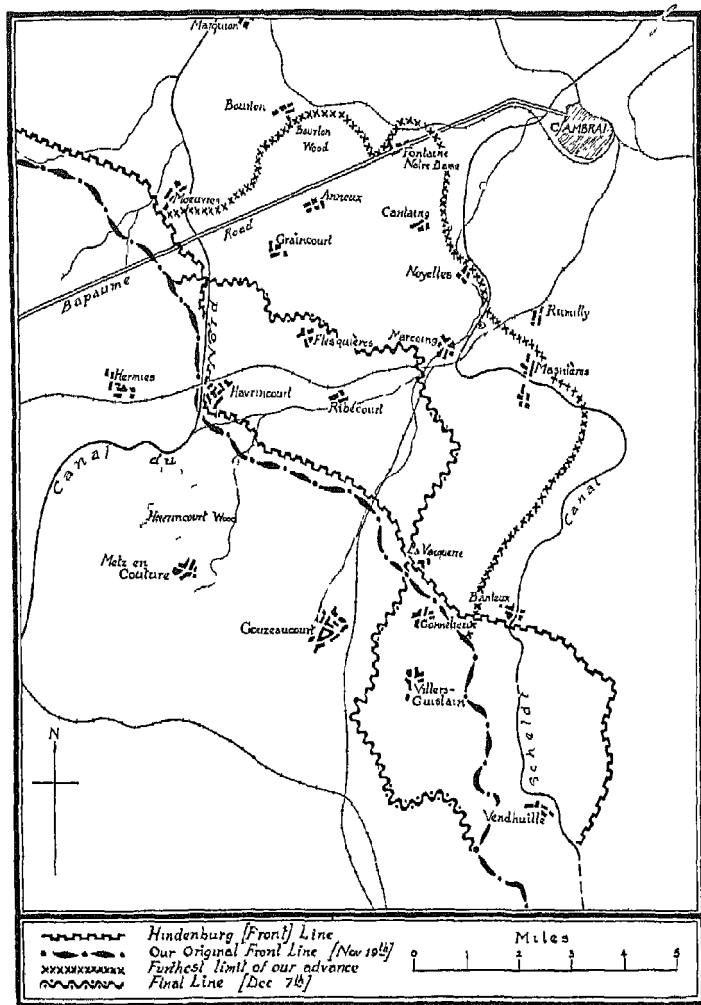 Marquion
Bourlon
Bourlon
Wood
CAMBRAI
Fontaine
Notre Dame
Moeuvres
Anneux
Cantaing
Road
Graincourt
Noyelles
Bapaume
Nord
Rumilly
Flesquières
Marcoing
Masnières
Hermies
Havrincourt
Ribécourt
Canal
du
Canal
Havrincourt Wood
Metz en
Couture
La Vacquerie
Banteux
Gouzeaucourt
Gonnelieu
Villers-
Guislain
Scheldt
N
Vendhuille
Hindenburg [Front] Line
Our Original Front Line [Nov 19th]
Furthest limit of our advance
Final Line [Dec 7th]
Miles
0 1 2 3 4 5